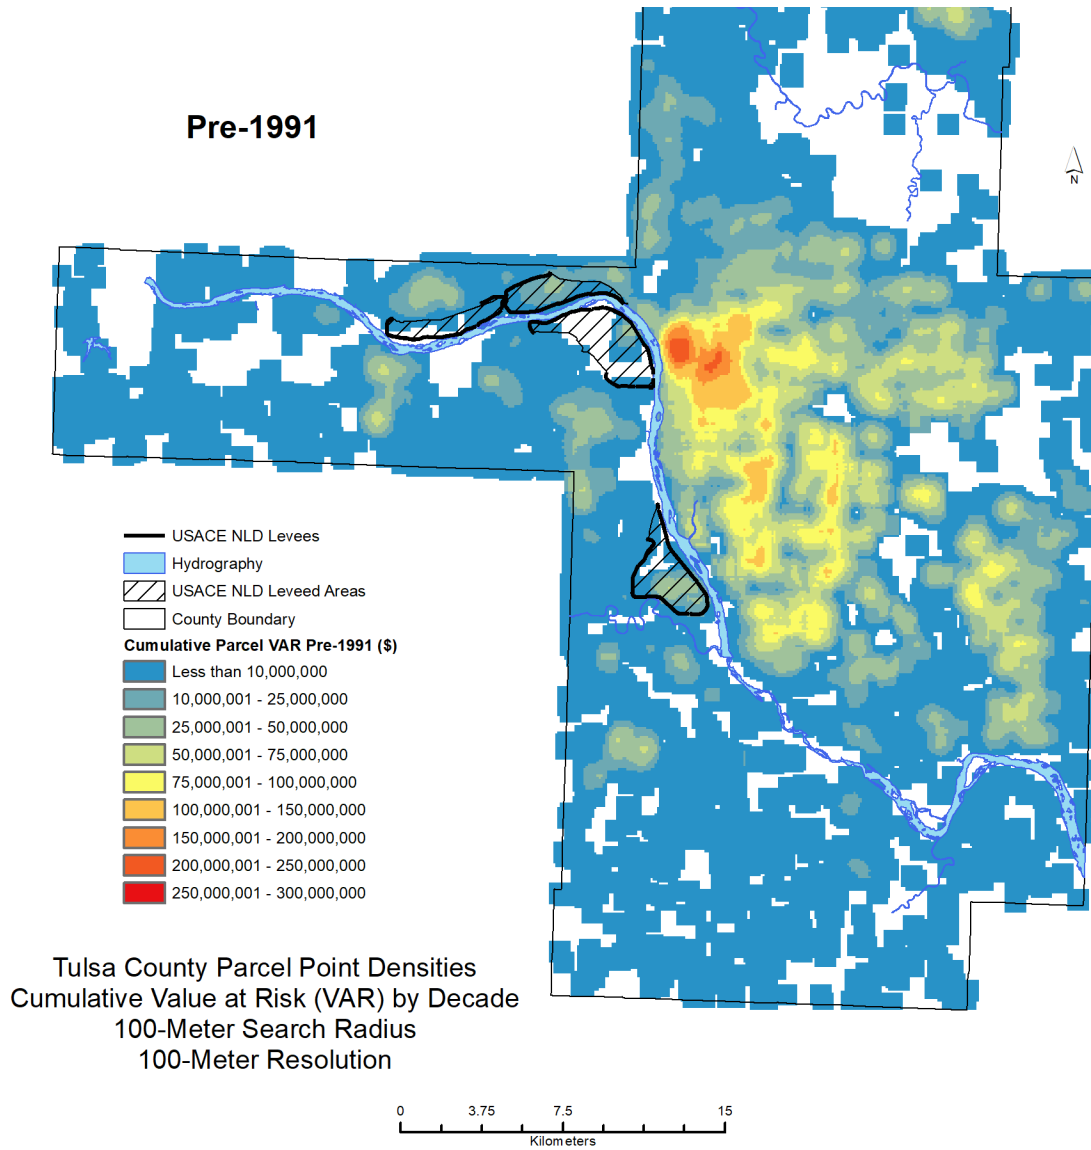 Pre-1991
N
USACE NLD Levees
Hydrography
USACE NLD Leveed Areas
County Boundary
Cumulative Parcel VAR Pre-1991 ($)
Less than 10,000,000
10,000,001 - 25,000,000
25,000,001 - 50,000,000
50,000,001 - 75,000,000
75,000,001 - 100,000,000
100,000,001 - 150,000,000
150,000,001 - 200,000,000
200,000,001 - 250,000,000
250,000,001 - 300,000,000
Tulsa County Parcel Point Densities
Cumulative Value at Risk (VAR) by Decade
100-Meter Search Radius
100-Meter Resolution
0 3.75 7.5 15
Kilometers